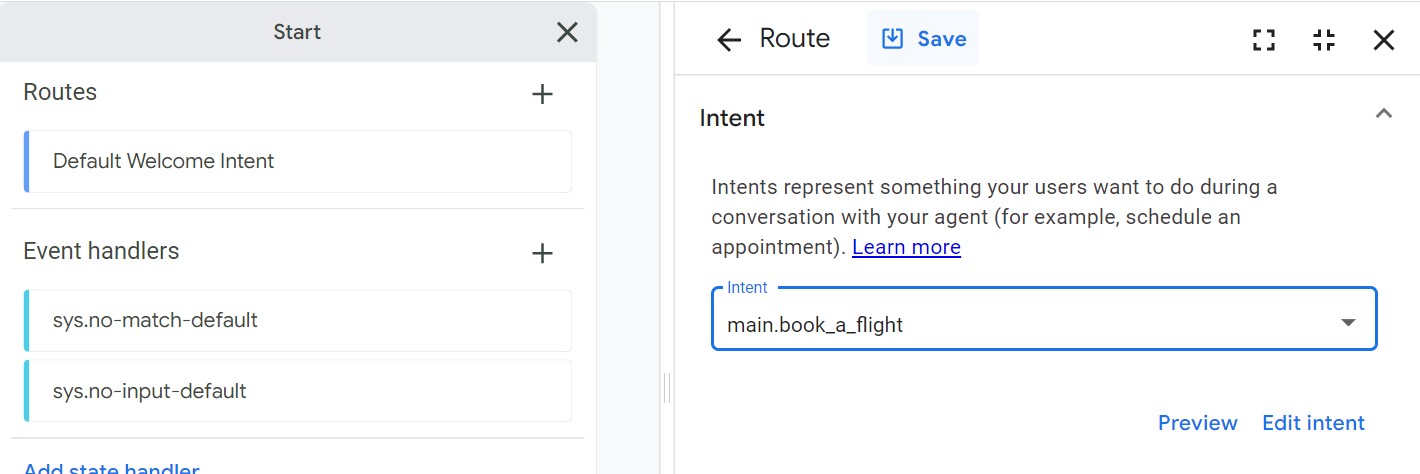 Start
Routes
Default Welcome Intent
Event handlers
sys.no-match-default
sys.no-input-default
Add state handler
Route
Save
Intent
Intents represent something your users want to do during a
conversation with your agent (for example, schedule an
appointment). Learn more
Intent
main.book_a_flight
Preview Edit intent